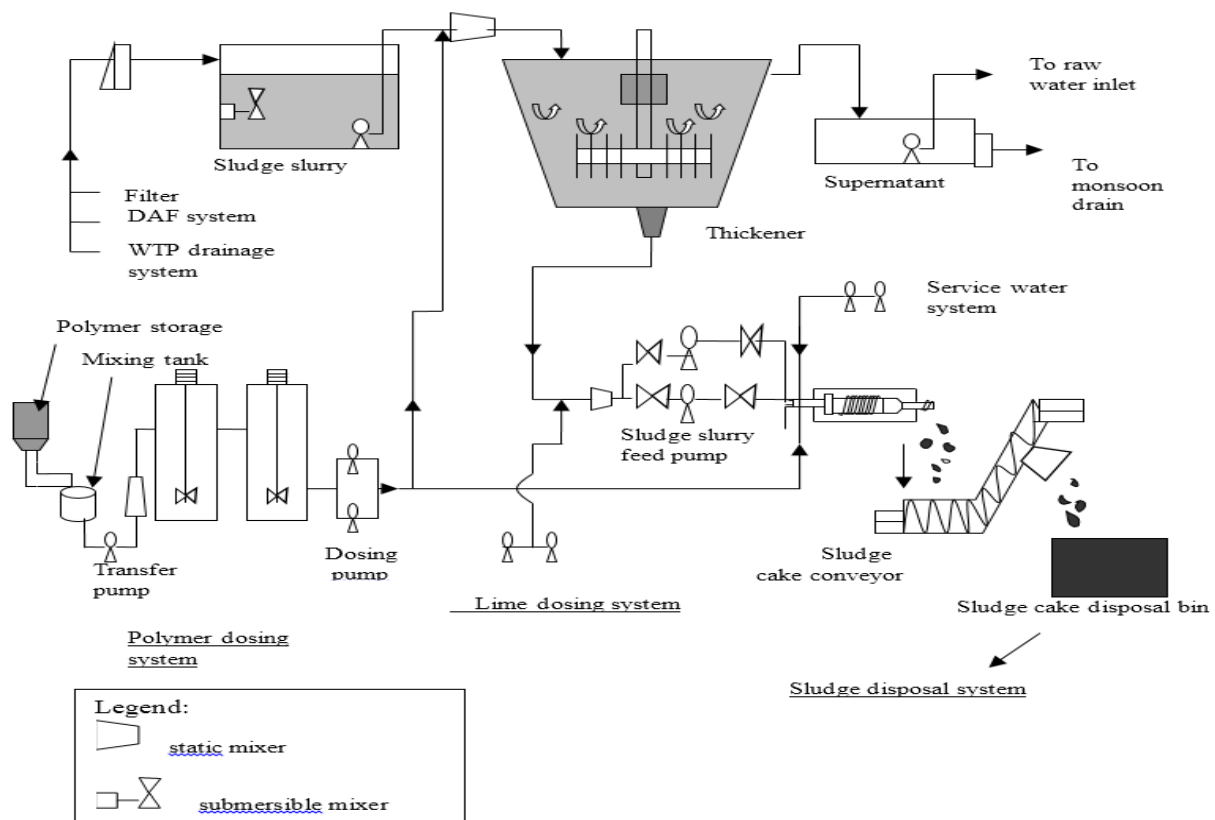 To raw
water inlet
Sludge slurry
Supernatant
To
monsoon
drain
Filter
DAF system
WTP drainage
system
Thickener
Service water
system
Polymer storage
Mixing tank
Sludge slurry
feed pump
Transfer
pump
Dosing
pump
Sludge
cake conveyor
Lime dosing system
Sludge cake disposal bin
Polymer dosing
system
Sludge disposal system
Legend:
static mixer
submersible mixer